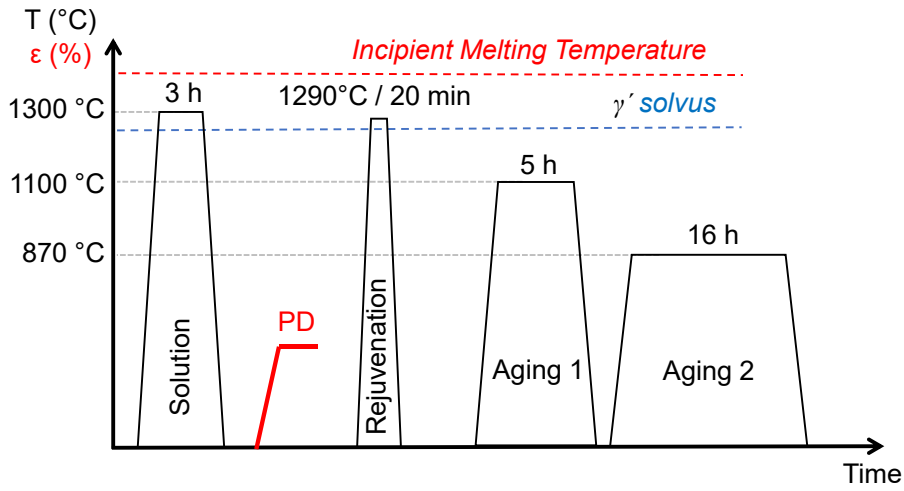 T (°C)
ε (%)
Incipient Melting Temperature
3 h
1290°C / 20 min
γ′ solvus
1300 °C
5 h
1100 °C
16 h
870 °C
PD
Solution
Rejuvenation
Aging 1
Aging 2
Time